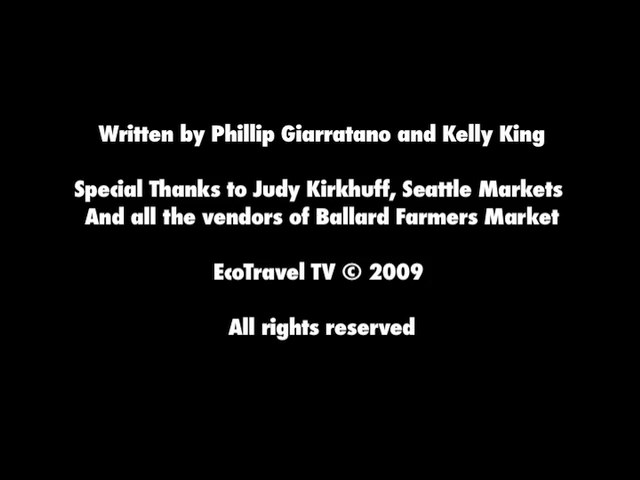 Written by Phillip Giarratano and Kelly King
Special Thanks to Judy Kirkhuff, Seattle Markets
And all the vendors of Ballard Farmers Market
EcoTravel TV © 2009
All rights reserved